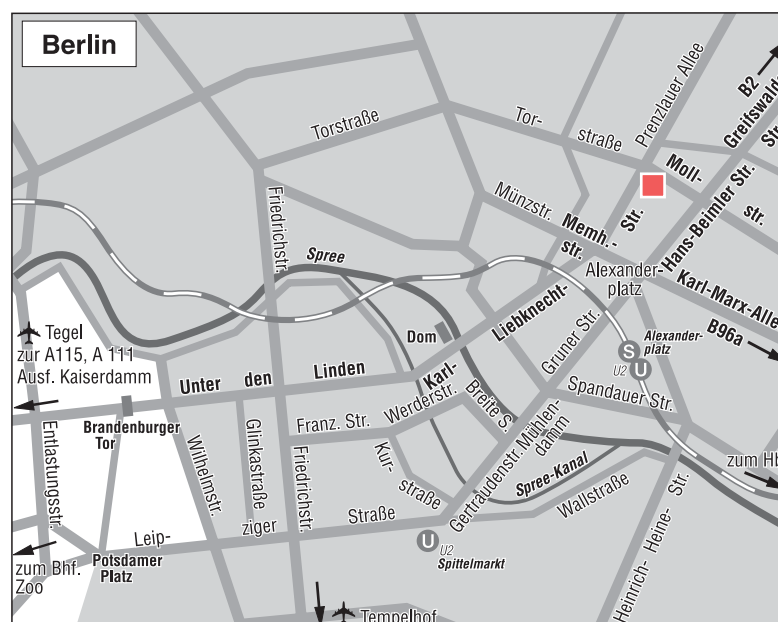 Berlin
B2
Greifswalder
Str.
Prenzlauer Allee
Tor-
straße
Torstraße
Moll-
str.
Münzstr.
Memh.-
str.
Str.
Hans-Beimler Str.
Friedrichstr.
Spree
Alexander-
platz
Karl-Marx-Allee
B96a
Liebknecht-
Gruner Str.
Alexander-
platz
S
U2
U
Tegel
zur A115, A 111
Ausf. Kaiserdamm
Dom
Karl-
Unter den Linden
Spandauer Str.
Breite S.
Werderstr.
Franz. Str.
Brandenburger
Tor
Mühlen-
damm
Gertraudenstr.
Entlastungsstr.
Wilhelmstr.
Glinkastraße
Friedrichstr.
Kur-
straße
Spree-Kanal
Wallstraße
zum Hb
Leip-
ziger
Straße
Heinrich-Heine-Str.
U
U2
Spittelmarkt
Potsdamer
Platz
zum Bhf.
Zoo
Tempelhof